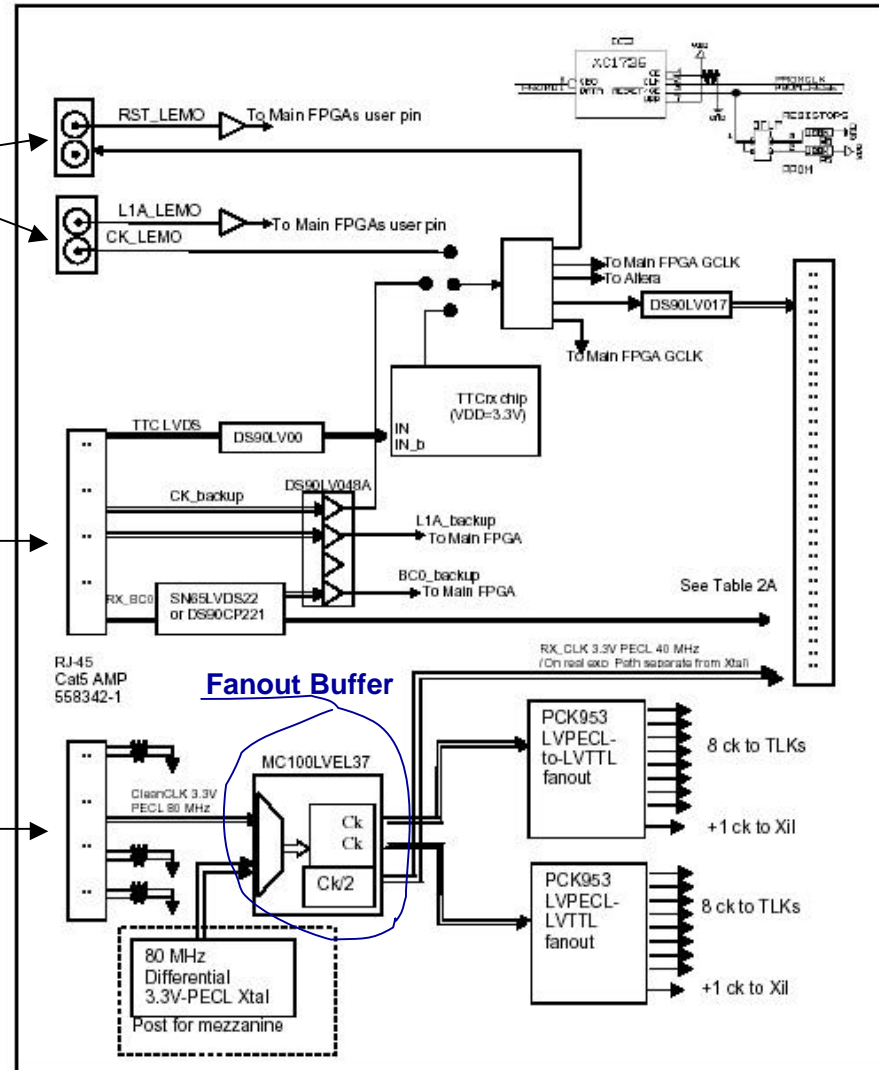 XC1736
RST_LEMO
To Main FPGAs user pin
L1A_LEMO
To Main FPGAs user pin
CK_LEMO
To Main FPGA GCLK
To Altera
DS90LV017
To Main FPGA GCLK
TTCrx chip
(VDD=3.3V)
IN
IN_b
TTC LVDS
DS90LV00
CK_backup
DS90LV048A
L1A_backup
To Main FPGA
BC0_backup
To Main FPGA
RX_BC0
SN65LVDS22
or DS90CP221
See Table 2A
RX_CLK 3.3V PECL 40 MHz
(On real exp. Path separate from Xtal)
RJ-45
Cat5 AMP
558342-1
Fanout Buffer
MC100LVEL37
CleanCLK 3.3V
PECL 80 MHz
Ck
Ck
Ck/2
PCK953
LVPECL-
to-LVTTL
fanout
8 ck to TLKs
+1 ck to Xil
PCK953
LVPECL-
LVTTL
fanout
8 ck to TLKs
+1 ck to Xil
80 MHz
Differential
3.3V-PECL Xtal
Post for mezzanine